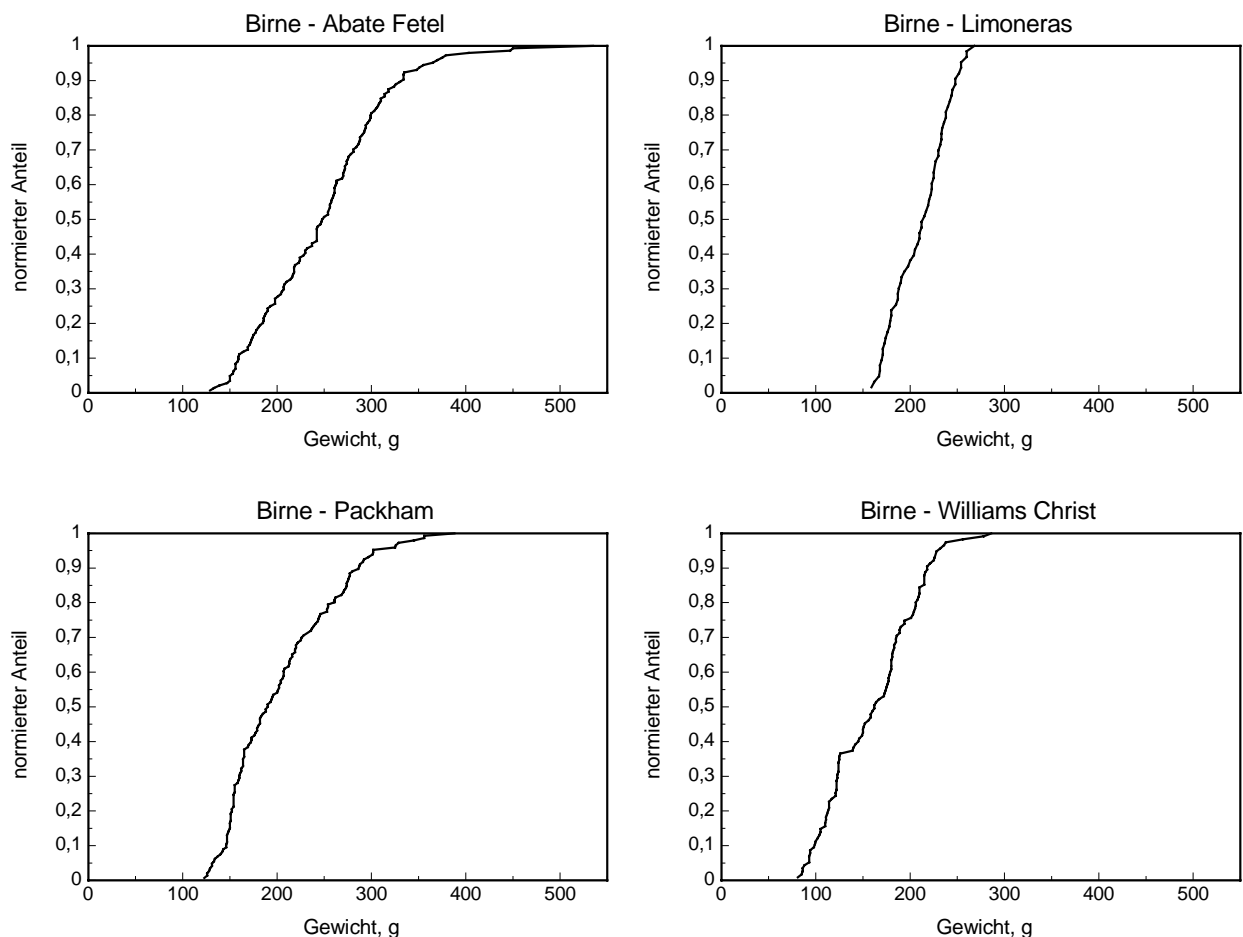 Birne - Abate Fetel
1
0,9
0,8
0,7
0,6
0,5
0,4
0,3
0,2
0,1
0
normierter Anteil
0 100 200 300 400 500
Gewicht, g
Birne - Limoneras
1
0,9
0,8
0,7
0,6
0,5
0,4
0,3
0,2
0,1
0
normierter Anteil
0 100 200 300 400 500
Gewicht, g
Birne - Packham
1
0,9
0,8
0,7
0,6
0,5
0,4
0,3
0,2
0,1
0
normierter Anteil
0 100 200 300 400 500
Gewicht, g
Birne - Williams Christ
1
0,9
0,8
0,7
0,6
0,5
0,4
0,3
0,2
0,1
0
normierter Anteil
0 100 200 300 400 500
Gewicht, g